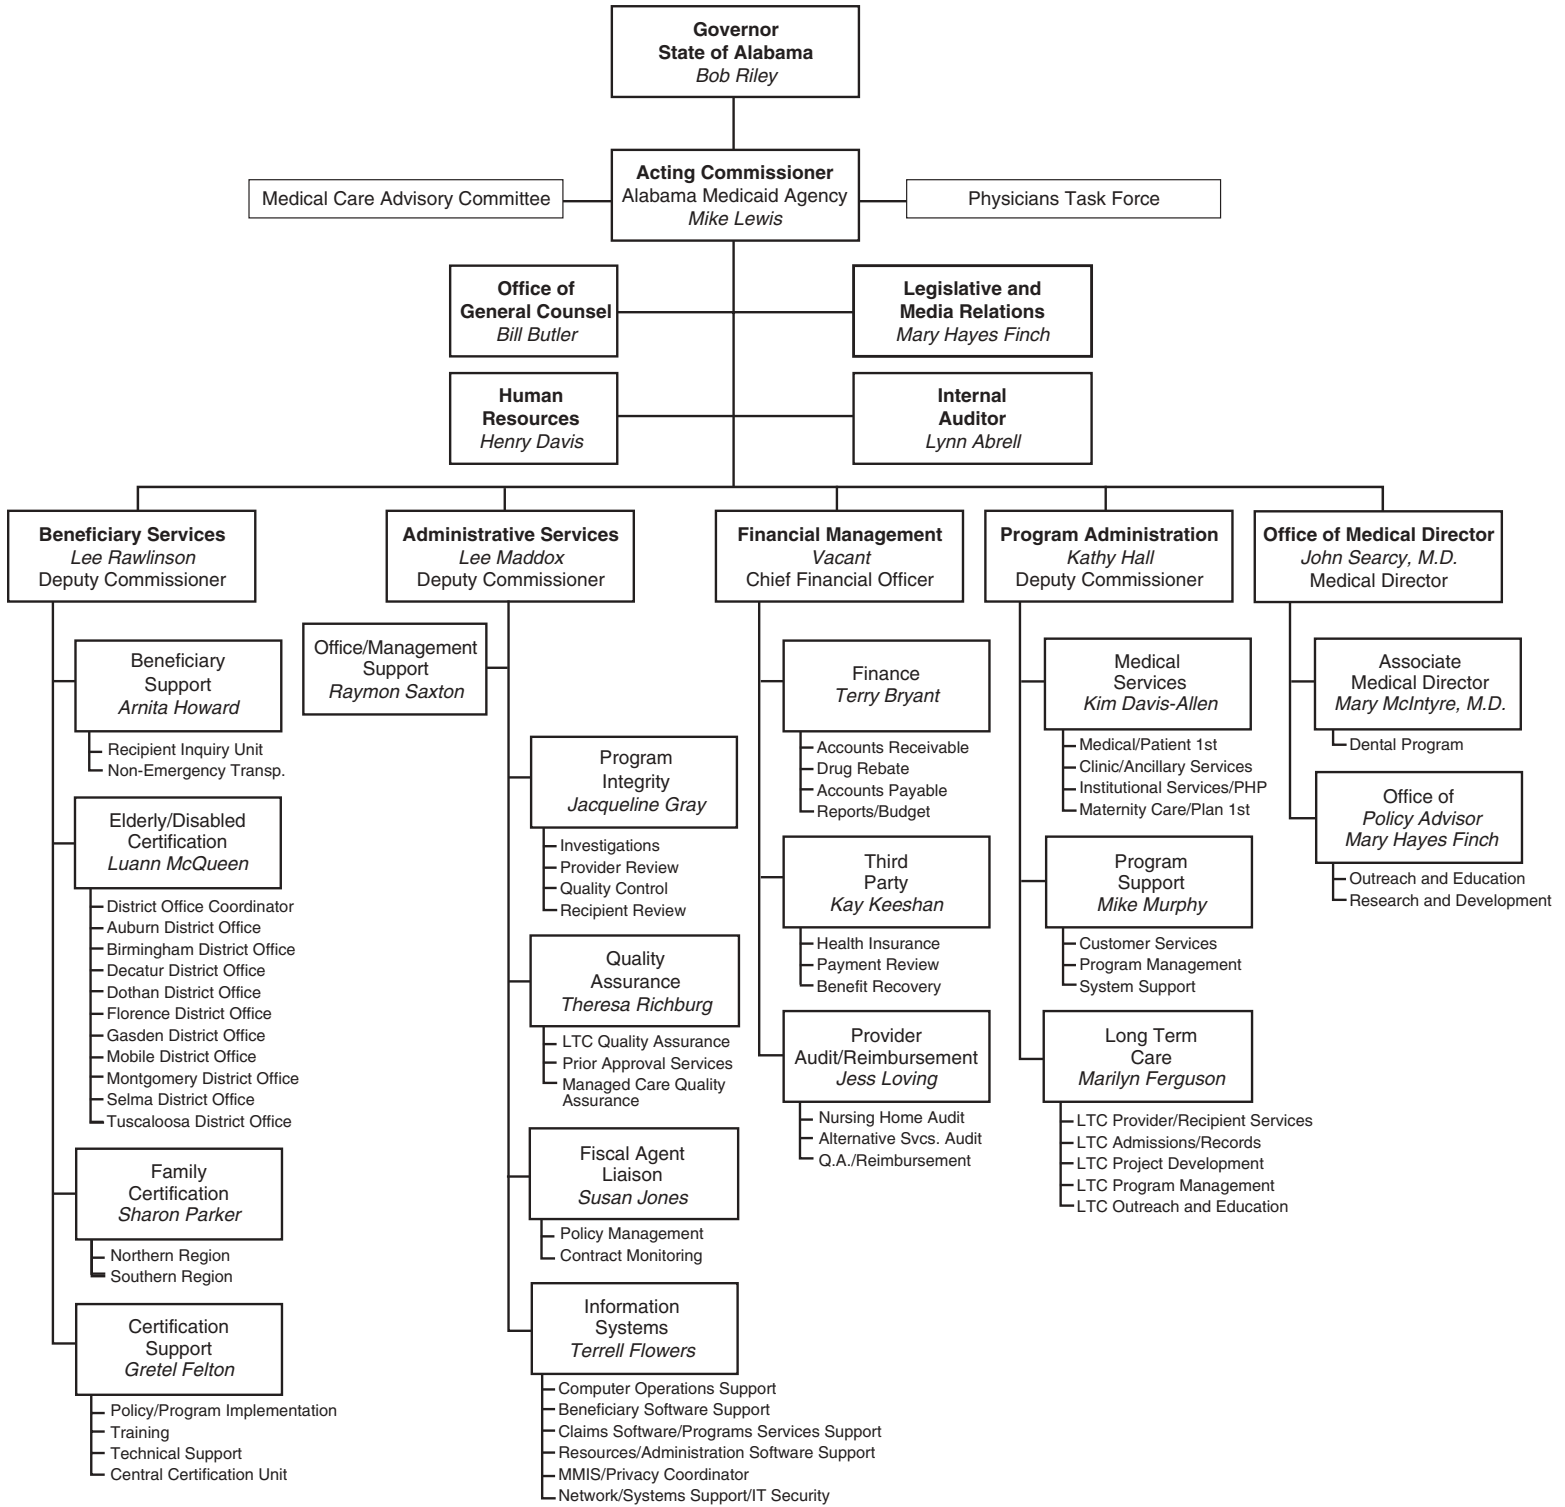 Governor
State of Alabama
Bob Riley
Acting Commissioner
Alabama Medicaid Agency
Mike Lewis
Medical Care Advisory Committee
Physicians Task Force
Office of
General Counsel
Bill Butler
Legislative and
Media Relations
Mary Hayes Finch
Human
Resources
Henry Davis
Internal
Auditor
Lynn Abrell
Beneficiary Services
Lee Rawlinson
Deputy Commissioner
Beneficiary
Support
Arnita Howard
Recipient Inquiry Unit
Non-Emergency Transp.
Elderly/Disabled
Certification
Luann McQueen
District Office Coordinator
Auburn District Office
Birmingham District Office
Decatur District Office
Dothan District Office
Florence District Office
Gasden District Office
Mobile District Office
Montgomery District Office
Selma District Office
Tuscaloosa District Office
Family
Certification
Sharon Parker
Northern Region
Southern Region
Certification
Support
Gretel Felton
Policy/Program Implementation
Training
Technical Support
Central Certification Unit
Administrative Services
Lee Maddox
Deputy Commissioner
Office/Management
Support
Raymon Saxton
Program
Integrity
Jacqueline Gray
Investigations
Provider Review
Quality Control
Recipient Review
Quality
Assurance
Theresa Richburg
LTC Quality Assurance
Prior Approval Services
Managed Care Quality
Assurance
Fiscal Agent
Liaison
Susan Jones
Policy Management
Contract Monitoring
Information
Systems
Terrell Flowers
Computer Operations Support
Beneficiary Software Support
Claims Software/Programs Services Support
Resources/Administration Software Support
MMIS/Privacy Coordinator
Network/Systems Support/IT Security
Financial Management
Vacant
Chief Financial Officer
Finance
Terry Bryant
Accounts Receivable
Drug Rebate
Accounts Payable
Reports/Budget
Third
Party
Kay Keeshan
Health Insurance
Payment Review
Benefit Recovery
Provider
Audit/Reimbursement
Jess Loving
Nursing Home Audit
Alternative Svcs. Audit
Q.A./Reimbursement
Program Administration
Kathy Hall
Deputy Commissioner
Medical
Services
Kim Davis-Allen
Medical/Patient 1st
Clinic/Ancillary Services
Institutional Services/PHP
Maternity Care/Plan 1st
Program
Support
Mike Murphy
Customer Services
Program Management
System Support
Long Term
Care
Marilyn Ferguson
LTC Provider/Recipient Services
LTC Admissions/Records
LTC Project Development
LTC Program Management
LTC Outreach and Education
Office of Medical Director
John Searcy, M.D.
Medical Director
Associate
Medical Director
Mary McIntyre, M.D.
Dental Program
Office of
Policy Advisor
Mary Hayes Finch
Outreach and Education
Research and Development